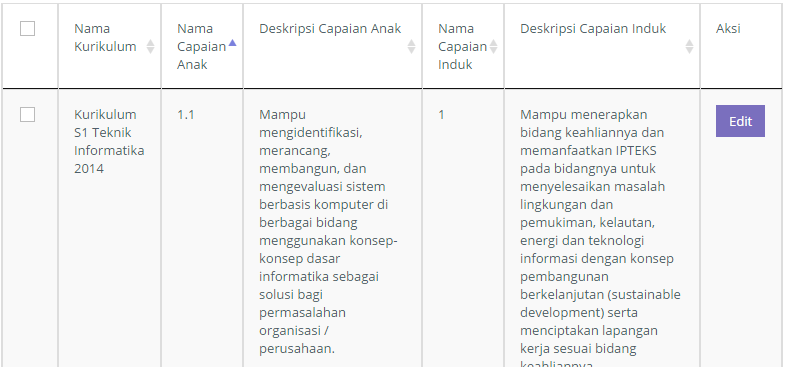 Nama
Kurikulum
Nama
Capaian
Anak
Deskripsi Capaian Anak
Nama
Capaian
Induk
Deskripsi Capaian Induk
Aksi
Kurikulum
S1 Teknik
Informatika
2014
1.1
Mampu
mengidentifikasi,
merancang,
membangun, dan
mengevaluasi sistem
berbasis komputer di
berbagai bidang
menggunakan konsep-
konsep dasar
informatika sebagai
solusi bagi
permasalahan
organisasi /
perusahaan.
1
Mampu menerapkan
bidang keahliannya dan
memanfaatkan IPTEKS
pada bidangnya untuk
menyelesaikan masalah
lingkungan dan
pemukiman, kelautan,
energi dan teknologi
informasi dengan konsep
pembangunan
berkelanjutan (sustainable
development) serta
menciptakan lapangan
kerja sesuai bidang
keahliannya
Edit